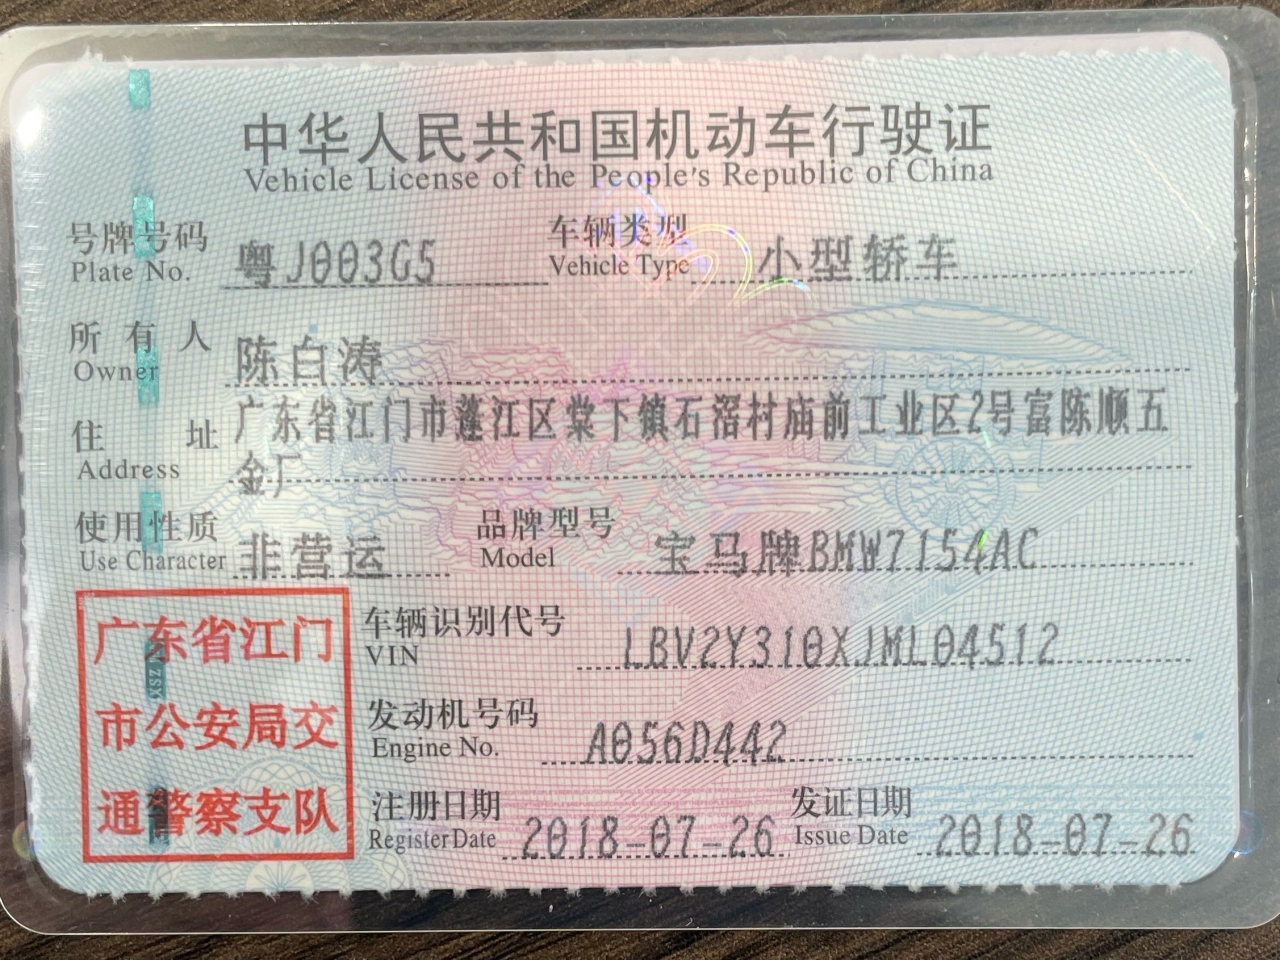 中华人民共和国机动车行驶证
Vehicle License of the People's Republic of China
号牌号码 粤J003G5 车辆类型 小型轿车
Plate No. Vehicle Type
所有人 陈白涛
Owner
住址 广东省江门市蓬江区棠下镇石滘村庙前工业区2号富陈顺五
Address 金厂
使用性质 非营运 品牌型号 宝马牌BMW7154AC
Use Character Model
广东省江门
市公安局交
通警察支队
车辆识别代号 LBV2Y310XJML04512
VIN
发动机号码 A056D442
Engine No.
注册日期 2018-07-26 发证日期 2018-07-26
Register Date Issue Date